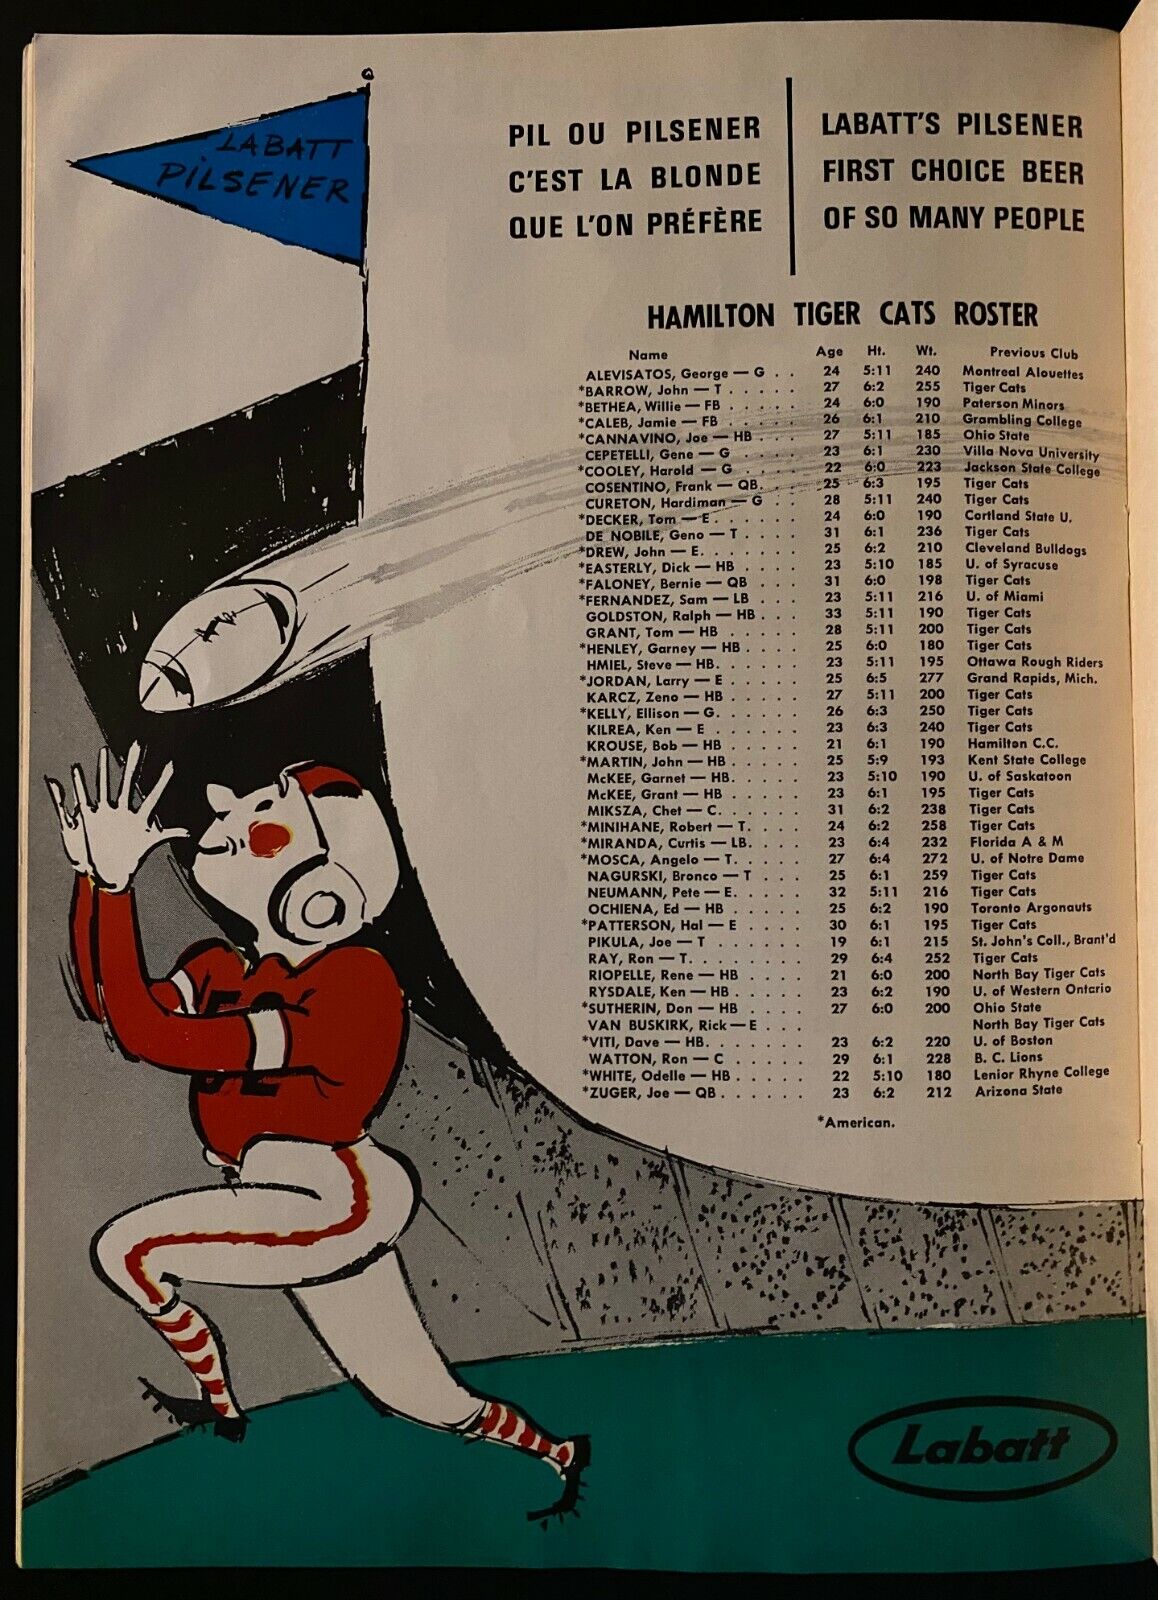 LABATT
PILSENER
PIL OU PILSENER
C'EST LA BLONDE
QUE L'ON PRÉFÈRE
LABATT'S PILSENER
FIRST CHOICE BEER
OF SO MANY PEOPLE
HAMILTON TIGER CATS ROSTER
Name Age Ht. Wt. Previous Club
ALEVISATOS, George — G . . 24 5:11 240 Montreal Alouettes
*BARROW, John — T . . . . . 27 6:2 255 Tiger Cats
*BETHEA, Willie — FB . . . . . 24 6:0 190 Paterson Minors
*CALEB, Jamie — FB . . . . . 26 6:1 210 Grambling College
*CANNAVINO, Joe — HB . . . 27 5:11 185 Ohio State
CEPETELLI, Gene — G . . . . 23 6:1 230 Villa Nova University
*COOLEY, Harold — G . . . . 22 6:0 223 Jackson State College
COSENTINO, Frank — QB. . . 25 6:3 195 Tiger Cats
CURETON, Hardiman — G . . 28 5:11 240 Tiger Cats
*DECKER, Tom — E. . . . . . 24 6:0 190 Cortland State U.
DE NOBILE, Geno — T . . . . 31 6:1 236 Tiger Cats
*DREW, John — E. . . . . . . 25 6:2 210 Cleveland Bulldogs
*EASTERLY, Dick — HB . . . . 23 5:10 185 U. of Syracuse
*FALONEY, Bernie — QB . . . 31 6:0 198 Tiger Cats
*FERNANDEZ, Sam — LB . . . 23 5:11 216 U. of Miami
GOLDSTON, Ralph — HB . . . 33 5:11 190 Tiger Cats
GRANT, Tom — HB . . . . . 28 5:11 200 Tiger Cats
*HENLEY, Garney — HB . . . . 25 6:0 180 Tiger Cats
HMIEL, Steve — HB. . . . . . 23 5:11 195 Ottawa Rough Riders
*JORDAN, Larry — E . . . . . 25 6:5 277 Grand Rapids, Mich.
KARCZ, Zeno — HB . . . . . 27 5:11 200 Tiger Cats
*KELLY, Ellison — G. . . . . . 26 6:3 250 Tiger Cats
KILREA, Ken — E . . . . . . 23 6:3 240 Tiger Cats
KROUSE, Bob — HB . . . . . 21 6:1 190 Hamilton C.C.
*MARTIN, John — HB . . . . . 25 5:9 193 Kent State College
McKEE, Garnet — HB. . . . . 23 5:10 190 U. of Saskatoon
McKEE, Grant — HB . . . . . 23 6:1 195 Tiger Cats
MIKSZA, Chet — C. . . . . . 31 6:2 238 Tiger Cats
*MINIHANE, Robert — T. . . . 24 6:2 258 Tiger Cats
*MIRANDA, Curtis — LB. . . . 23 6:4 232 Florida A & M
*MOSCA, Angelo — T. . . . . 27 6:4 272 U. of Notre Dame
NAGURSKI, Bronco — T . . . 25 6:1 259 Tiger Cats
NEUMANN, Pete — E. . . . . 32 5:11 216 Tiger Cats
OCHIENA, Ed — HB . . . . . 25 6:2 190 Toronto Argonauts
*PATTERSON, Hal — E . . . . 30 6:1 195 Tiger Cats
PIKULA, Joe — T . . . . . . 19 6:1 215 St. John's Coll., Brant'd
RAY, Ron — T. . . . . . . . 29 6:4 252 Tiger Cats
RIOPELLE, Rene — HB . . . . 21 6:0 200 North Bay Tiger Cats
RYSDALE, Ken — HB. . . . . 23 6:2 190 U. of Western Ontario
*SUTHERIN, Don — HB . . . . 27 6:0 200 Ohio State
VAN BUSKIRK, Rick — E . . . North Bay Tiger Cats
*VITI, Dave — HB. . . . . . . 23 6:2 220 U. of Boston
WATTON, Ron — C . . . . . 29 6:1 228 B. C. Lions
*WHITE, Odelle — HB . . . . . 22 5:10 180 Lenior Rhyne College
*ZUGER, Joe — QB. . . . . . 23 6:2 212 Arizona State
*American.
Labatt